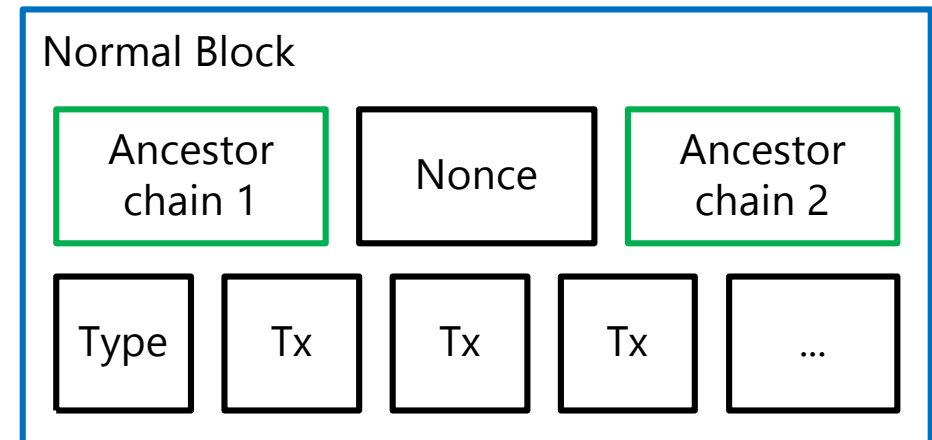 Normal Block
Ancestor
chain 1
Nonce
Ancestor
chain 2
Type
Tx
Tx
Tx
...